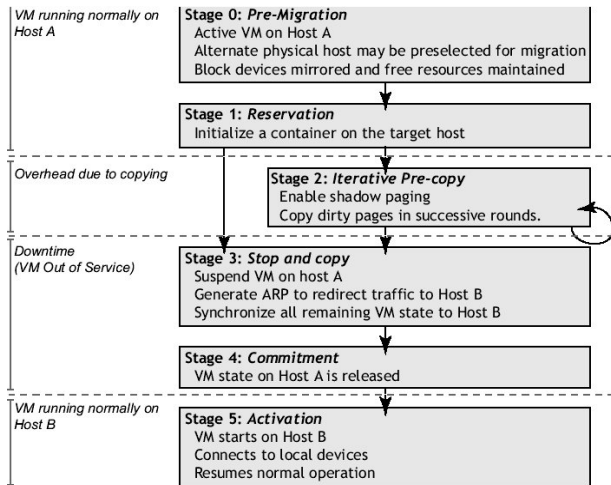 VM running normally on
Host A
Stage 0: Pre-Migration
Active VM on Host A
Alternate physical host may be preselected for migration
Block devices mirrored and free resources maintained
Stage 1: Reservation
Initialize a container on the target host
Overhead due to copying
Stage 2: Iterative Pre-copy
Enable shadow paging
Copy dirty pages in successive rounds.
Downtime
(VM Out of Service)
Stage 3: Stop and copy
Suspend VM on host A
Generate ARP to redirect traffic to Host B
Synchronize all remaining VM state to Host B
Stage 4: Commitment
VM state on Host A is released
VM running normally on
Host B
Stage 5: Activation
VM starts on Host B
Connects to local devices
Resumes normal operation